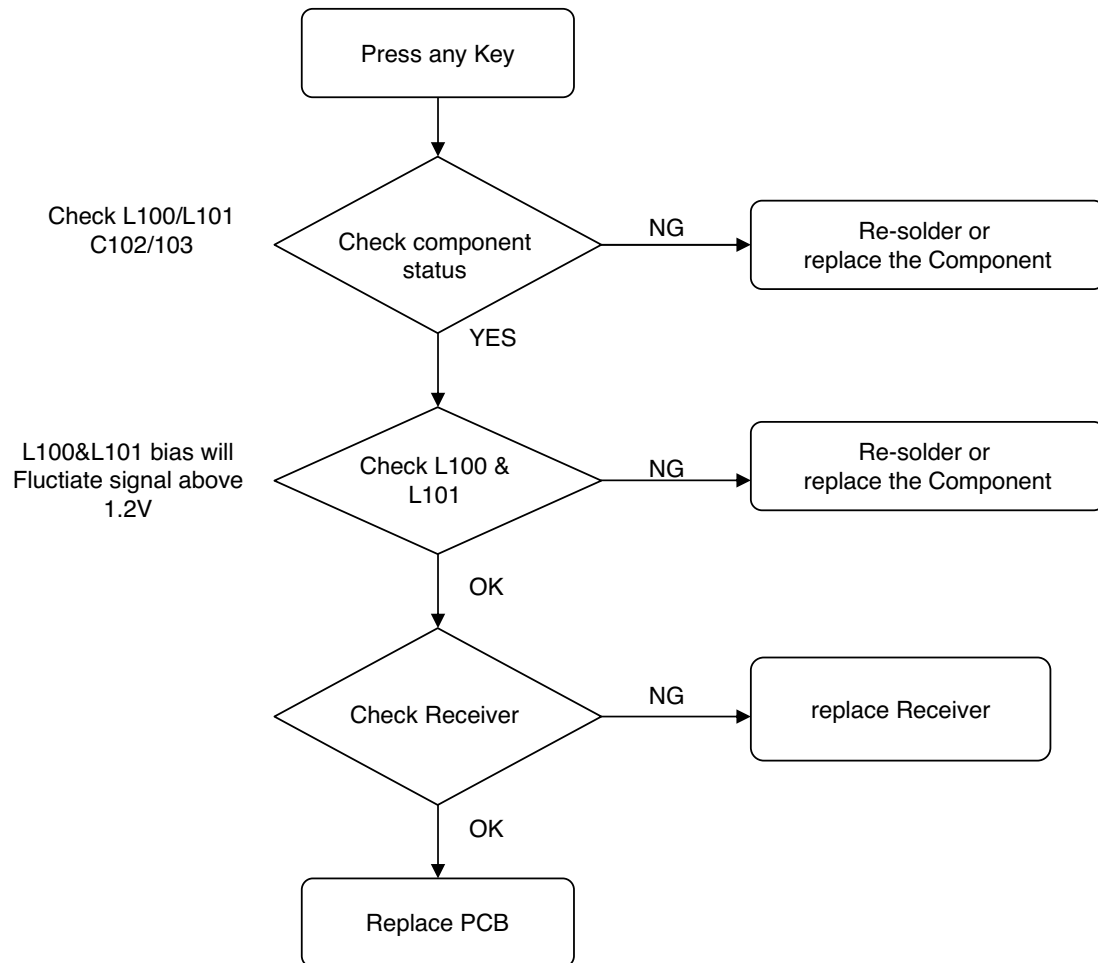 Press any Key
Check L100/L101
C102/103
Check component
status
NG
Re-solder or
replace the Component
YES
L100&L101 bias will
Fluctiate signal above
1.2V
Check L100 &
L101
NG
Re-solder or
replace the Component
OK
Check Receiver
NG
replace Receiver
OK
Replace PCB